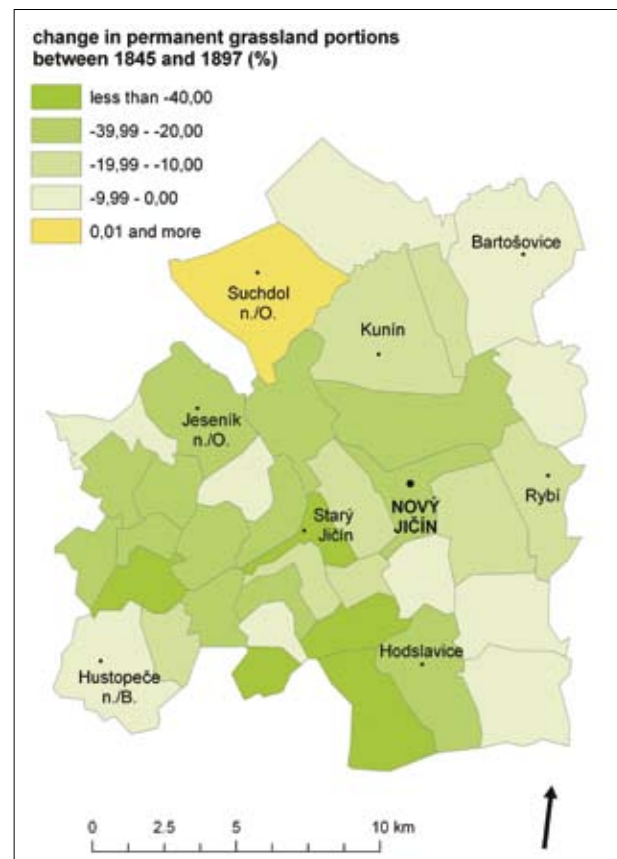 change in permanent grassland portions
between 1845 and 1897 (%)
less than -40,00
-39,99 - -20,00
-19,99 - -10,00
-9,99 - 0,00
0,01 and more
Bartošovice
Suchdol
n./O.
Kunín
Jeseník
n./O.
Rybí
NOVÝ
JIČÍN
Starý
Jičín
Hodslavice
Hustopeče
n./B.
0 2.5 5 10 km